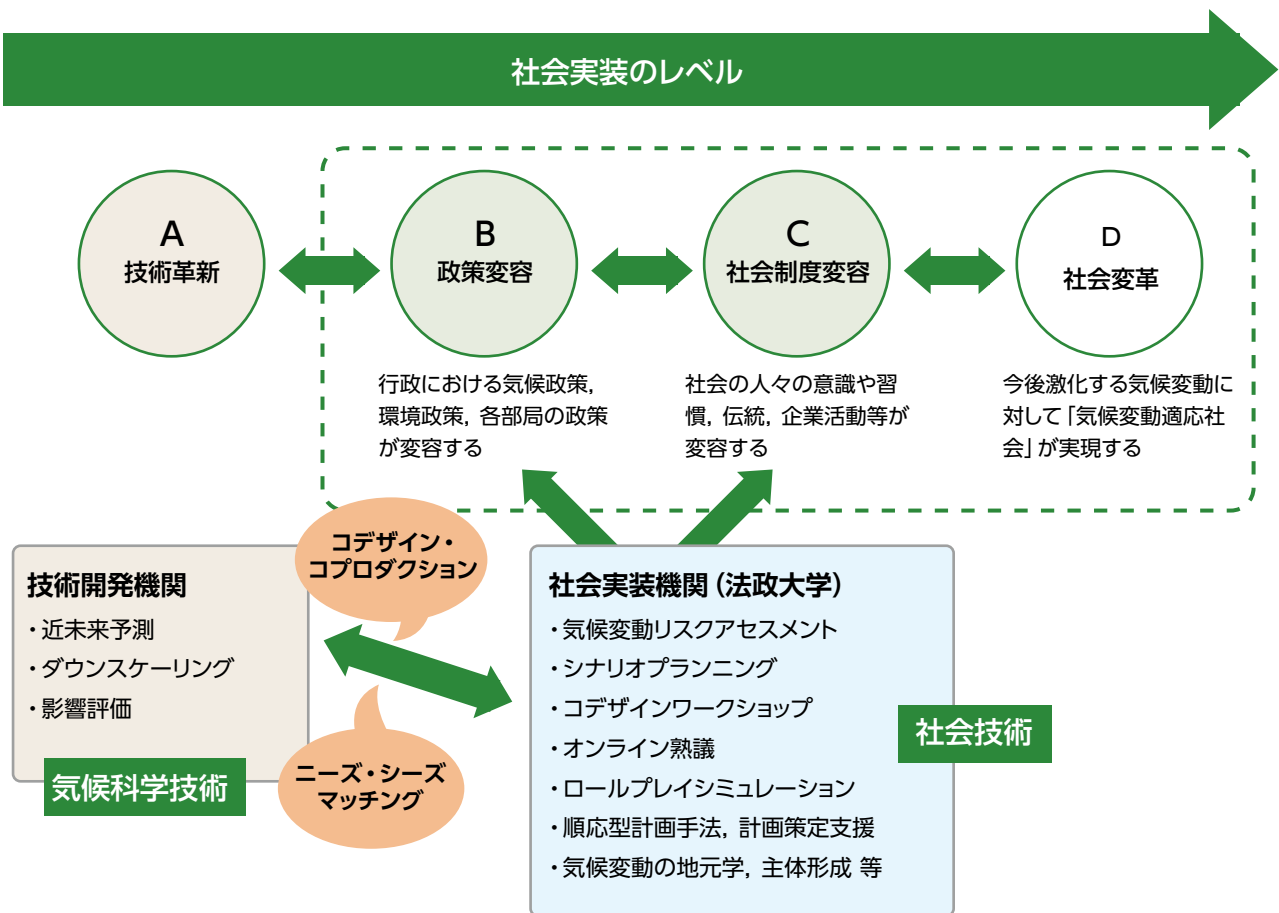 社会実装のレベル
A
技術革新
B
政策変容
C
社会制度変容
D
社会変革
行政における気候政策,
環境政策, 各部局の政策
が変容する
社会の人々の意識や習
慣, 伝統, 企業活動等が
変容する
今後激化する気候変動に
対して「気候変動適応社
会」が実現する
コデザイン・
コプロダクション
技術開発機関
・近未来予測
・ダウンスケーリング
・影響評価
気候科学技術
ニーズ・シーズ
マッチング
社会実装機関（法政大学）
・気候変動リスクアセスメント
・シナリオプランニング
・コデザインワークショップ
・オンライン熟議
・ロールプレイシミュレーション
・順応型計画手法, 計画策定支援
・気候変動の地元学, 主体形成 等
社会技術